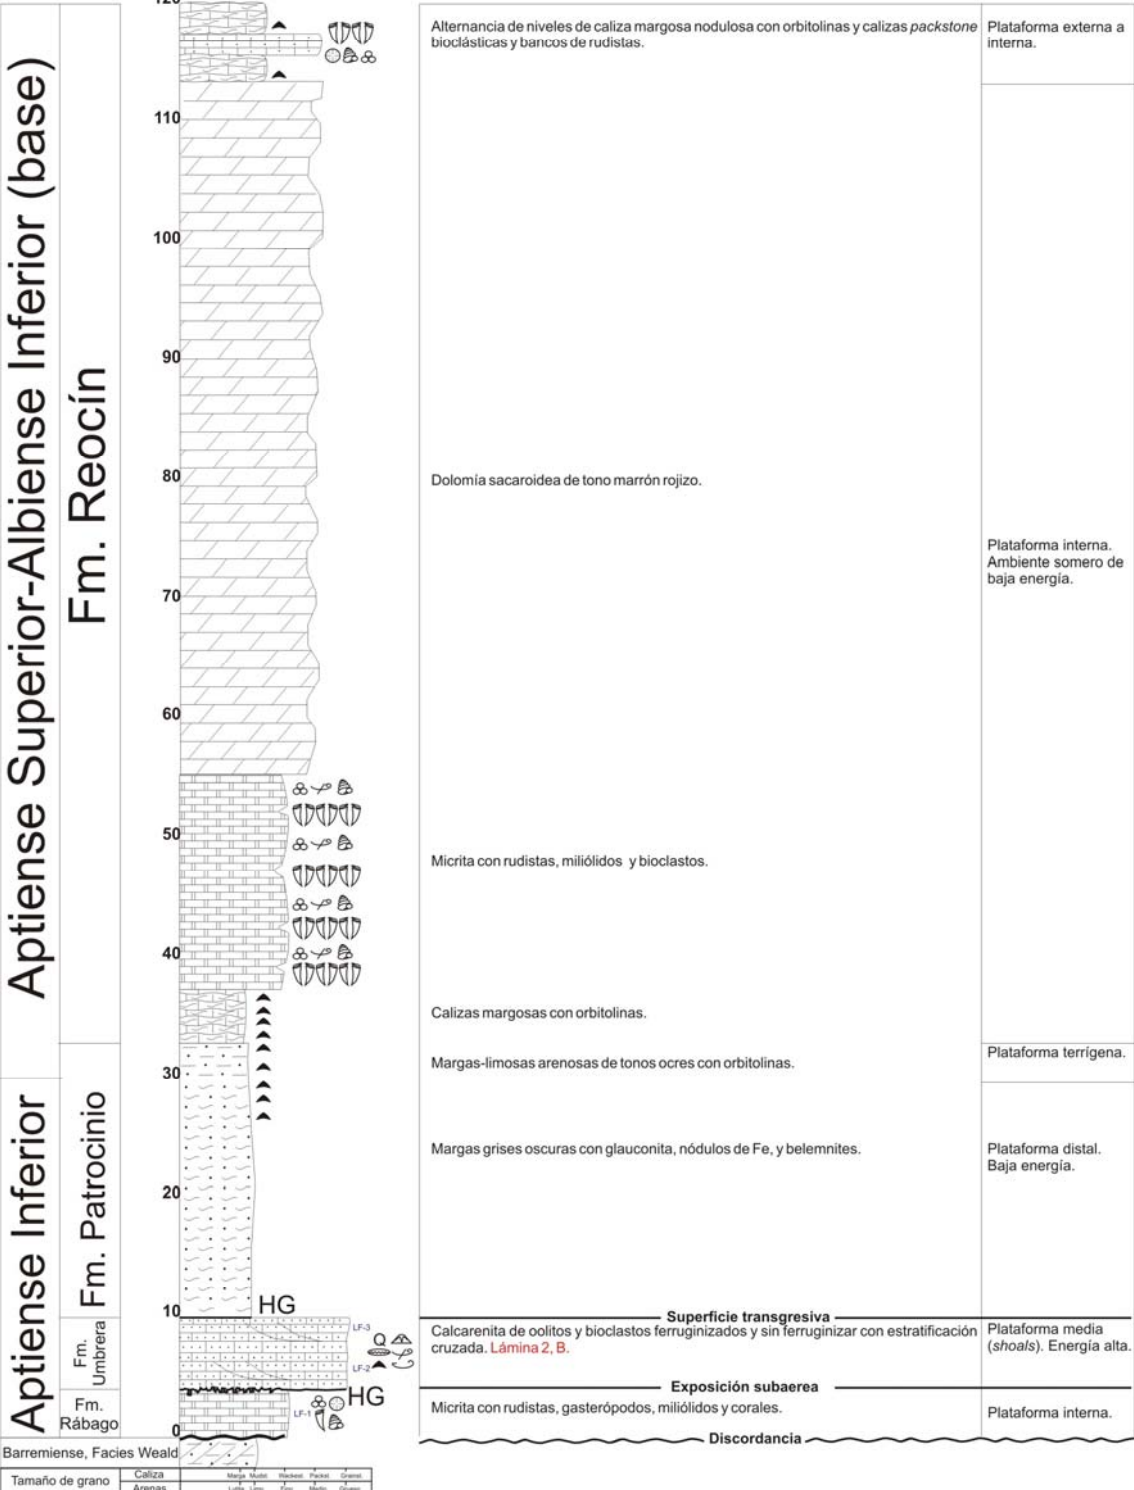 120
Alternancia de niveles de caliza margosa nodulosa con orbitolinas y calizas packstone
bioclásticas y bancos de rudistas.
Plataforma externa a
interna.
110
100
90
80
Dolomía sacaroidea de tono marrón rojizo.
Plataforma interna.
Ambiente somero de
baja energía.
70
60
50
Micrita con rudistas, miliólidos y bioclastos.
40
Calizas margosas con orbitolinas.
Aptiense Superior-Albiense Inferior (base)
Fm. Reocín
Margas-limosas arenosas de tonos ocres con orbitolinas.
Plataforma terrígena.
30
Margas grises oscuras con glauconita, nódulos de Fe, y belemnites.
Plataforma distal.
Baja energía.
20
Aptiense Inferior
Fm. Patrocinio
10
HG
Superficie transgresiva
Fm.
Umbrera
LF-3
Q
LF-2
Calcarenita de oolitos y bioclastos ferruginizados y sin ferruginizar con estratificación
cruzada. Lámina 2, B.
Plataforma media
(shoals). Energía alta.
Exposición subaerea
HG
Fm.
Rábago
LF-1
Micrita con rudistas, gasterópodos, miliólidos y corales.
Plataforma interna.
0
Discordancia
Barremiense, Facies Weald
Tamaño de grano
Caliza
Marga Mudst. Wackest. Packst. Grainst.
Arenas